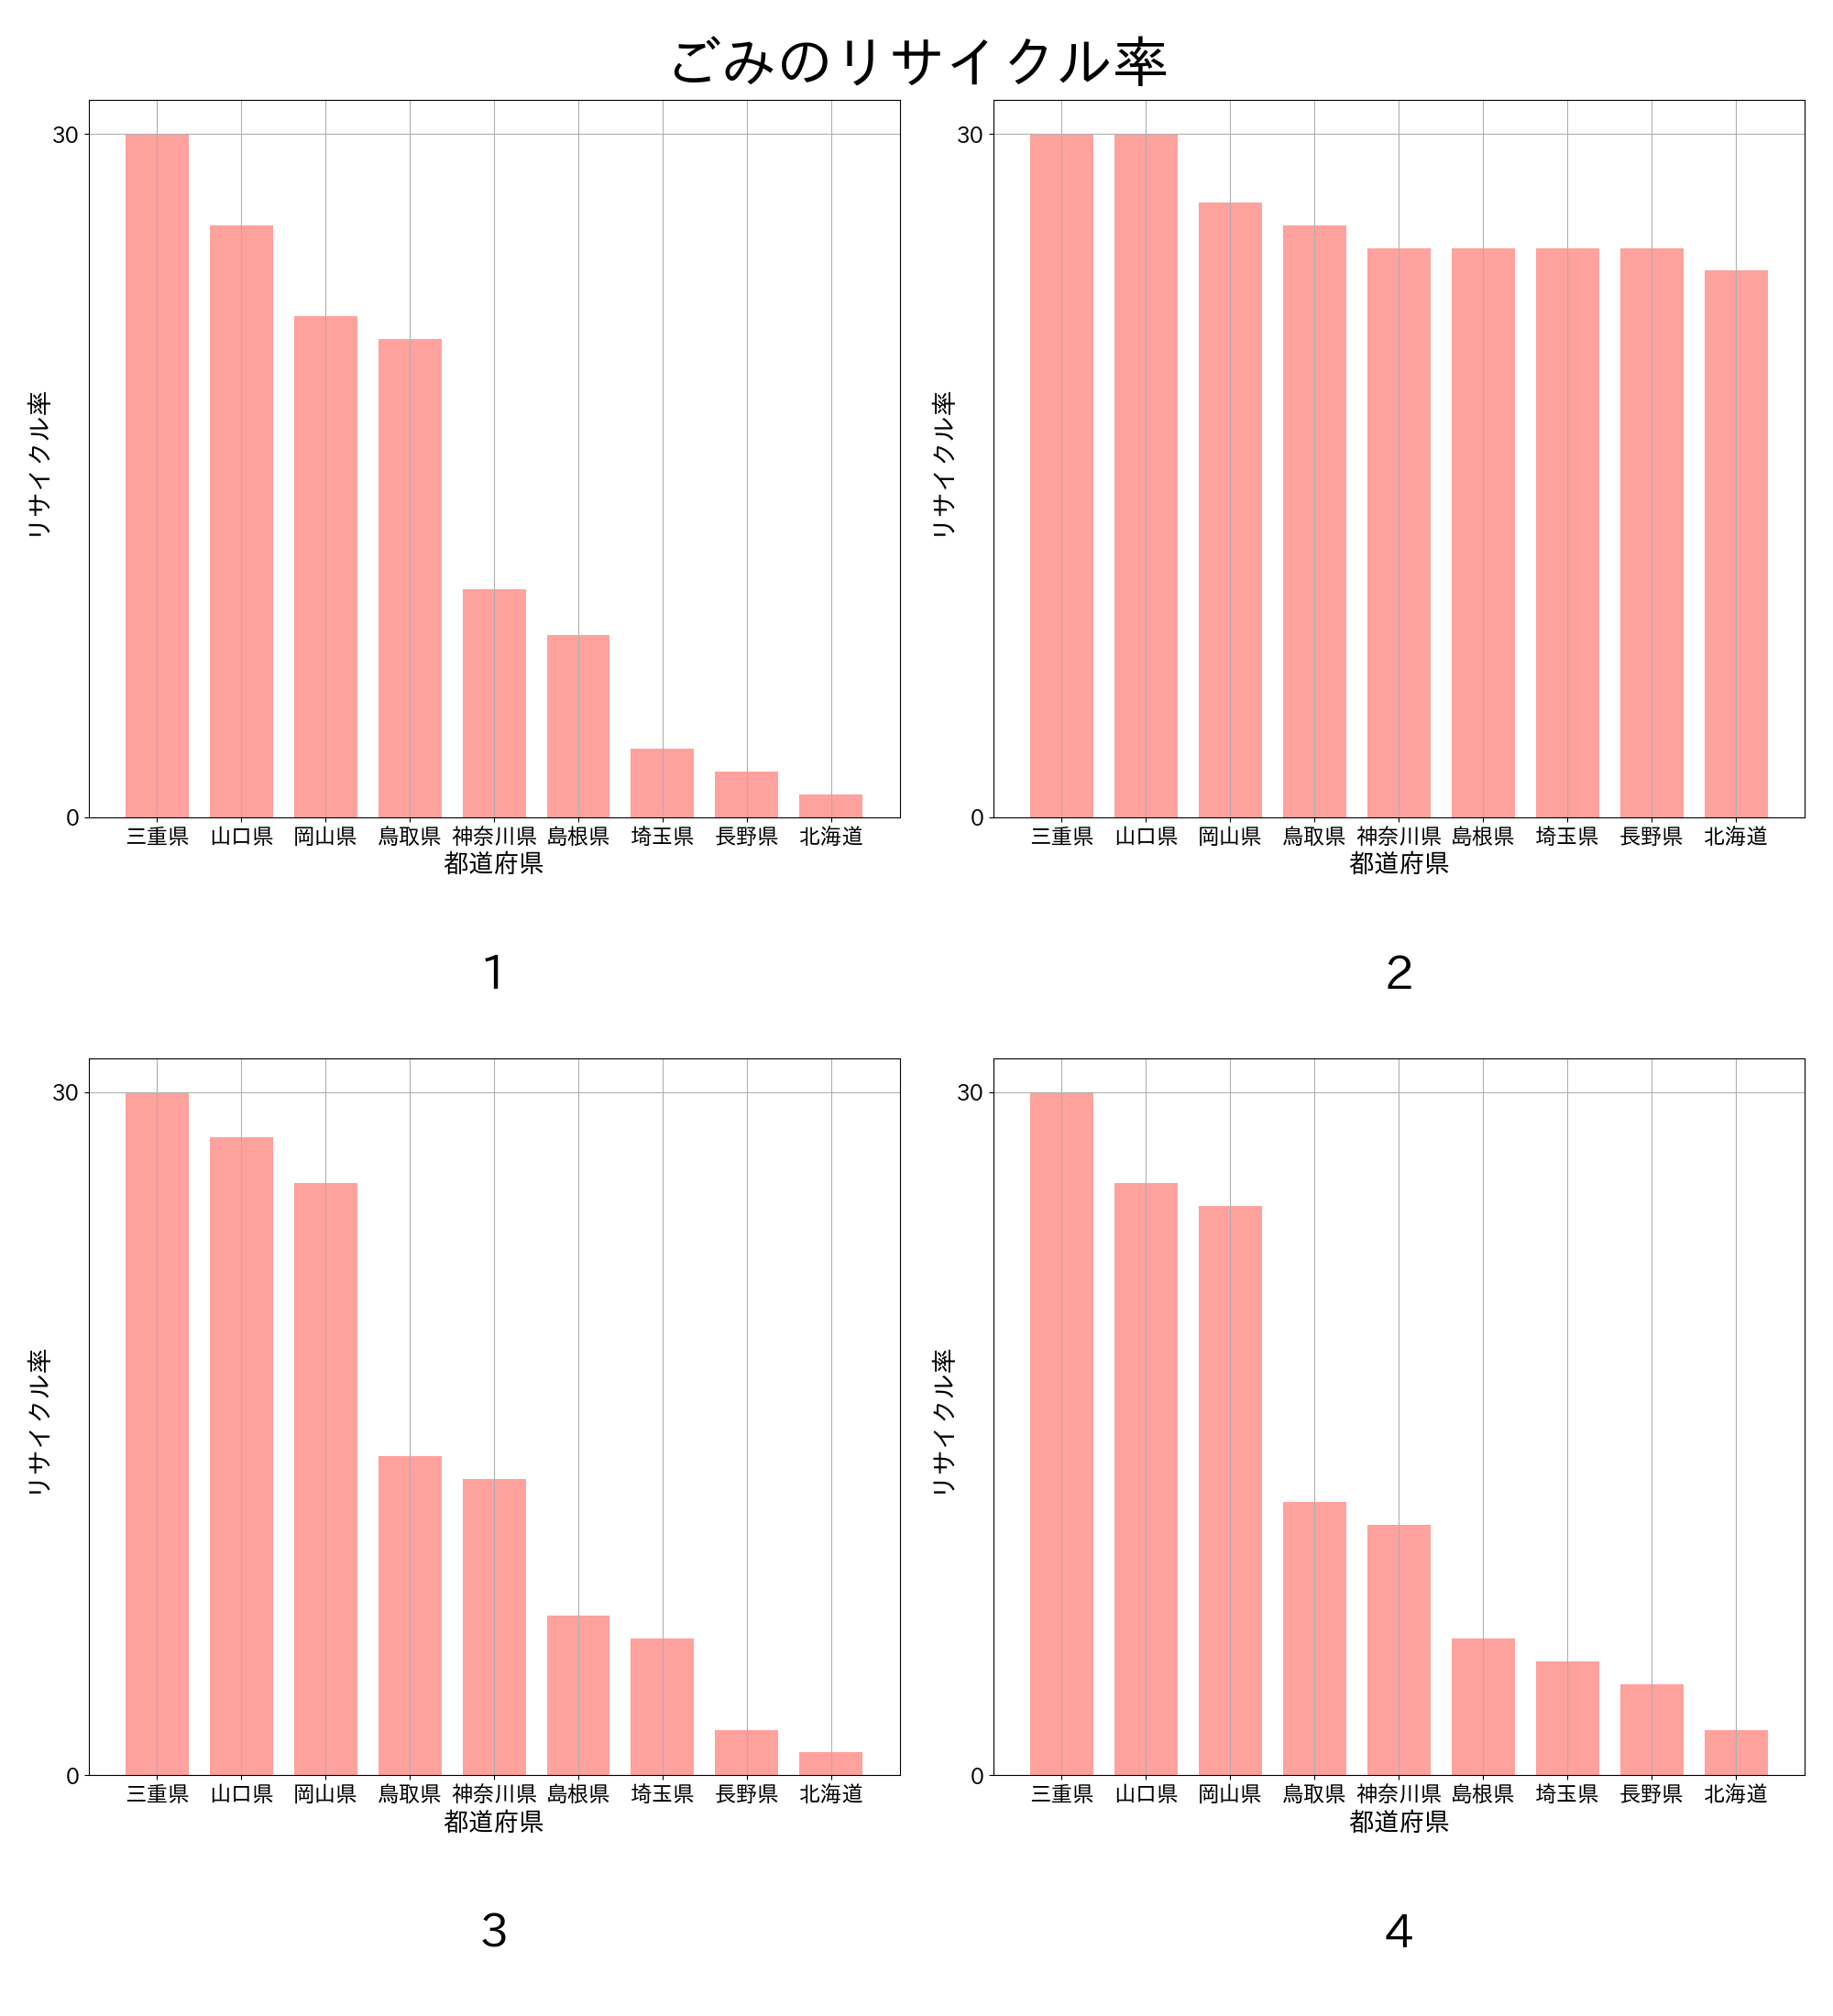 ごみのリサイクル率
30
0
リサイクル率
三重県 山口県 岡山県 鳥取県 神奈川県 島根県 埼玉県 長野県 北海道
都道府県
1
30
0
リサイクル率
三重県 山口県 岡山県 鳥取県 神奈川県 島根県 埼玉県 長野県 北海道
都道府県
2
30
0
リサイクル率
三重県 山口県 岡山県 鳥取県 神奈川県 島根県 埼玉県 長野県 北海道
都道府県
3
30
0
リサイクル率
三重県 山口県 岡山県 鳥取県 神奈川県 島根県 埼玉県 長野県 北海道
都道府県
4